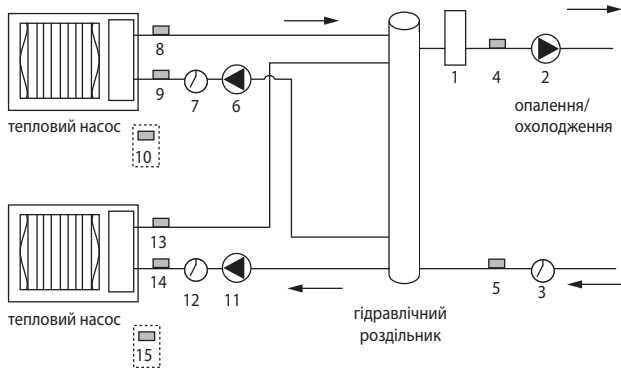 8
9
7
6
1
4
2
тепловий насос
10
опалення/
охолодження
13
14
12
11
5
3
тепловий насос
15
гідравлічний
роздільник